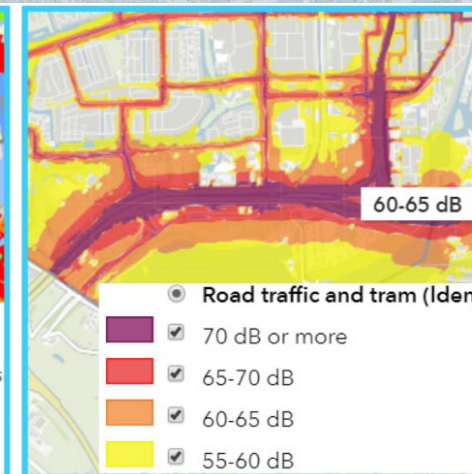 60-65 dB
Road traffic and tram (lden
70 dB or more
65-70 dB
60-65 dB
55-60 dB